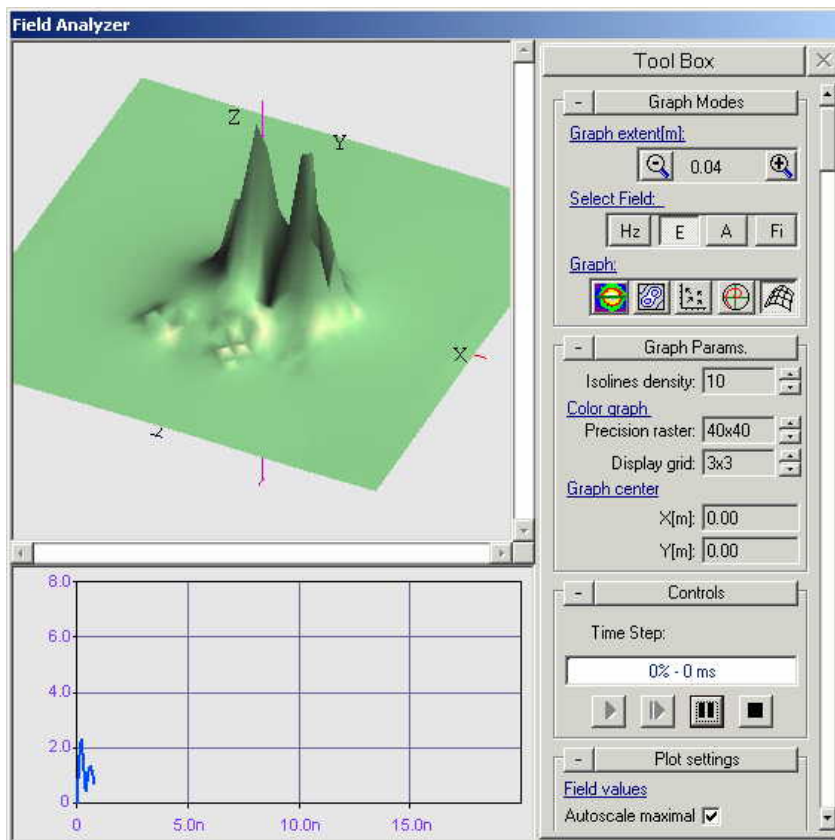 Field Analyzer
Z
Y
X
-Z
8.0
6.0
4.0
2.0
0
0
5.0n
10.0n
15.0n
Tool Box
- Graph Modes
Graph extent[m]:
0.04
Select Field:
Hz E A Fi
Graph:
- Graph Params.
Isolines density: 10
Color graph
Precision raster: 40x40
Display grid: 3x3
Graph center
X[m]: 0.00
Y[m]: 0.00
- Controls
Time Step:
0% - 0 ms
- Plot settings
Field values
Autoscale maximal